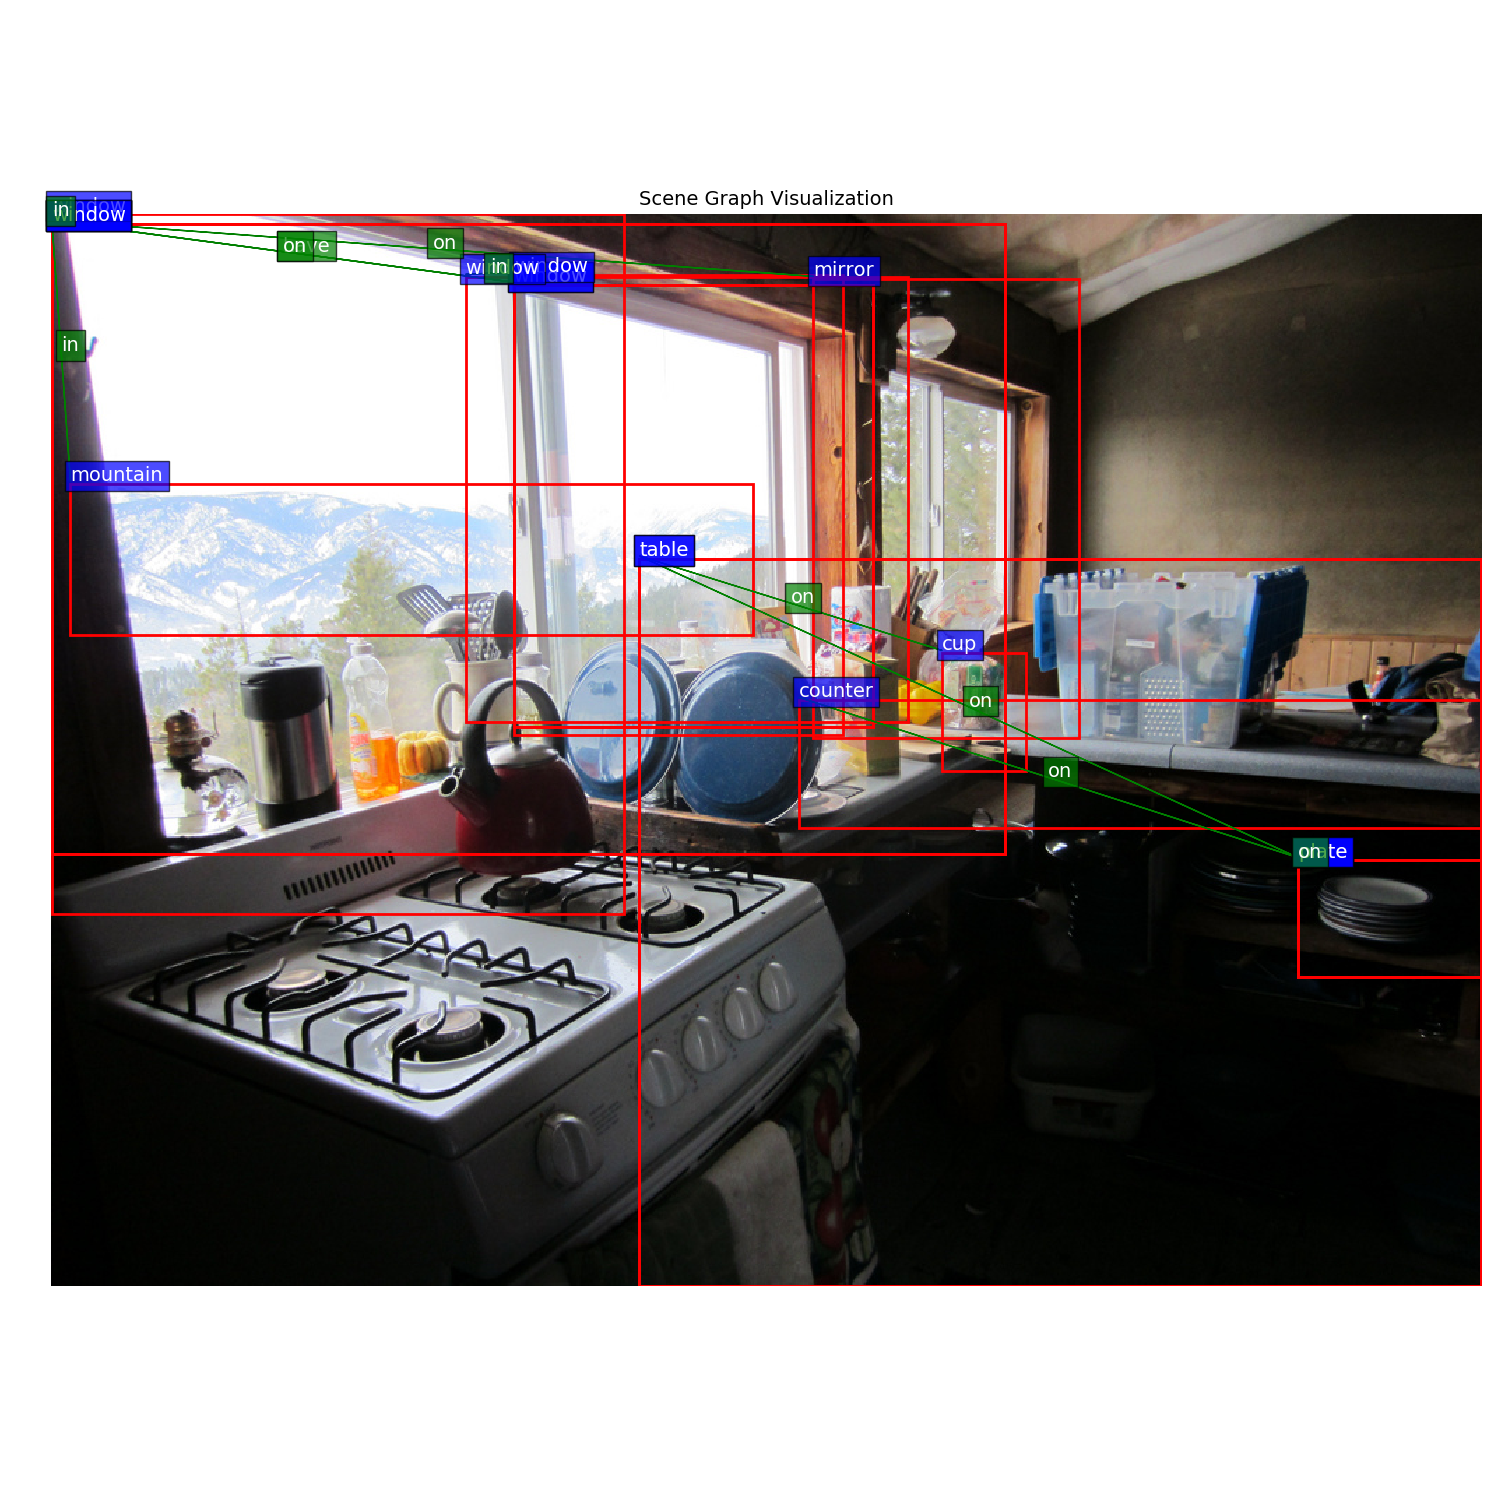 Scene Graph Visualization
window
in
on
on
window
in
window
mirror
in
mountain
table
on
cup
counter
on
on
on
plate